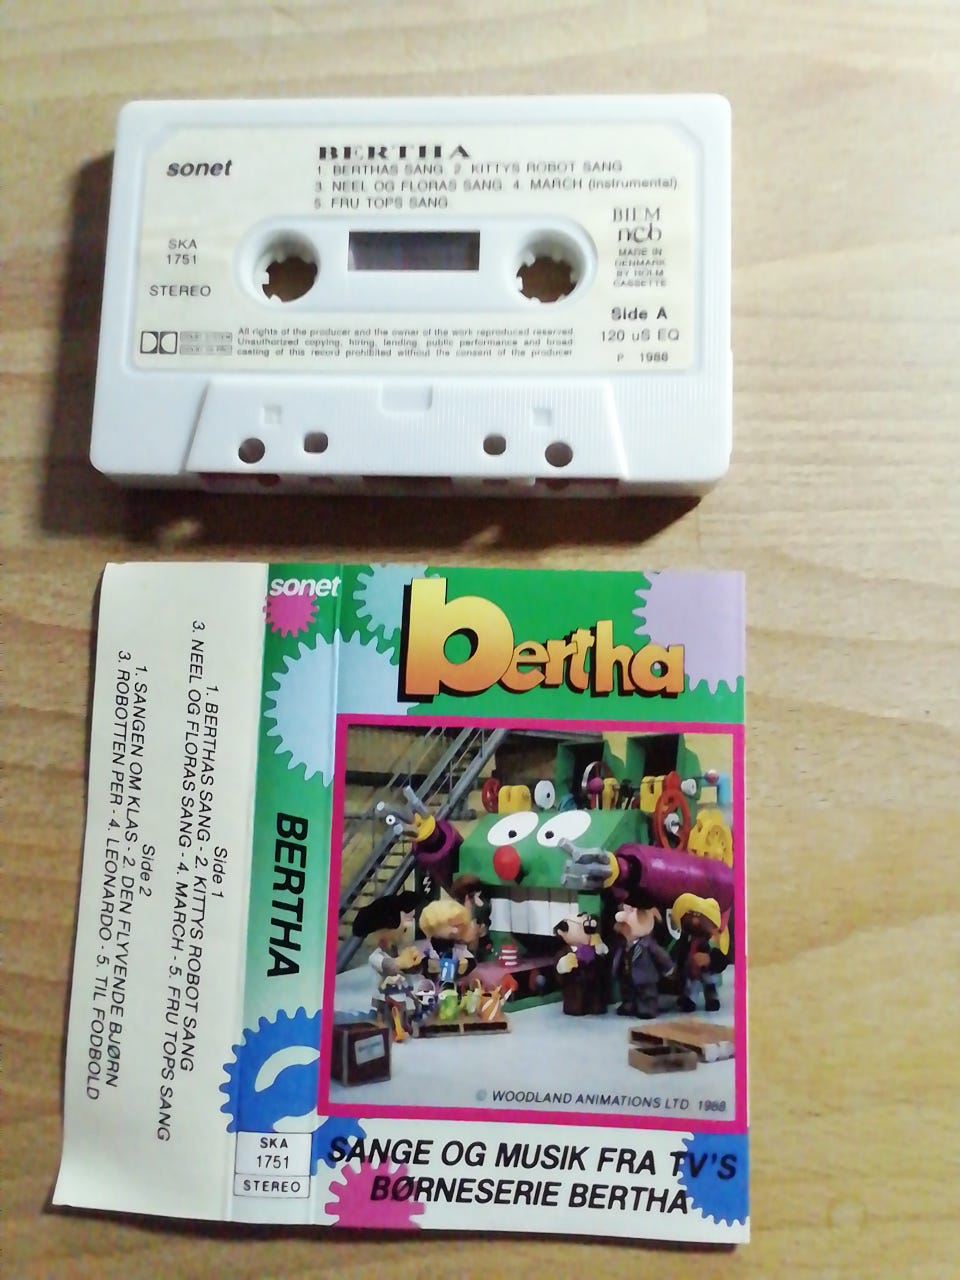 sonet
BERTHA
1. BERTHAS SANG. 2. KITTYS ROBOT SANG
3. NEEL OG FLORAS SANG. 4. MARCH (instrumental)
5. FRU TOPS SANG.
SKA
1751
STEREO
BIEM
ncb
MADE IN
DENMARK
BY HOLM
CASSETTE
Side A
120 uS EQ
P 1988
All rights of the producer and the owner of the work reproduced reserved
Unauthorized copying, hiring, lending, public performance and broad
casting of this record prohibited without the consent of the producer
sonet
bertha
BERTHA
Side 1
1. BERTHAS SANG - 2. KITTYS ROBOT SANG
3. NEEL OG FLORAS SANG - 4. MARCH - 5. FRU TOPS SANG
Side 2
1. SANGEN OM KLAS - 2. DEN FLYVENDE BJØRN
3. ROBOTTEN PER - 4. LEONARDO - 5. TIL FODBOLD
© WOODLAND ANIMATIONS LTD 1988
SKA
1751
STEREO
SANGE OG MUSIK FRA TV'S
BØRNESERIE BERTHA